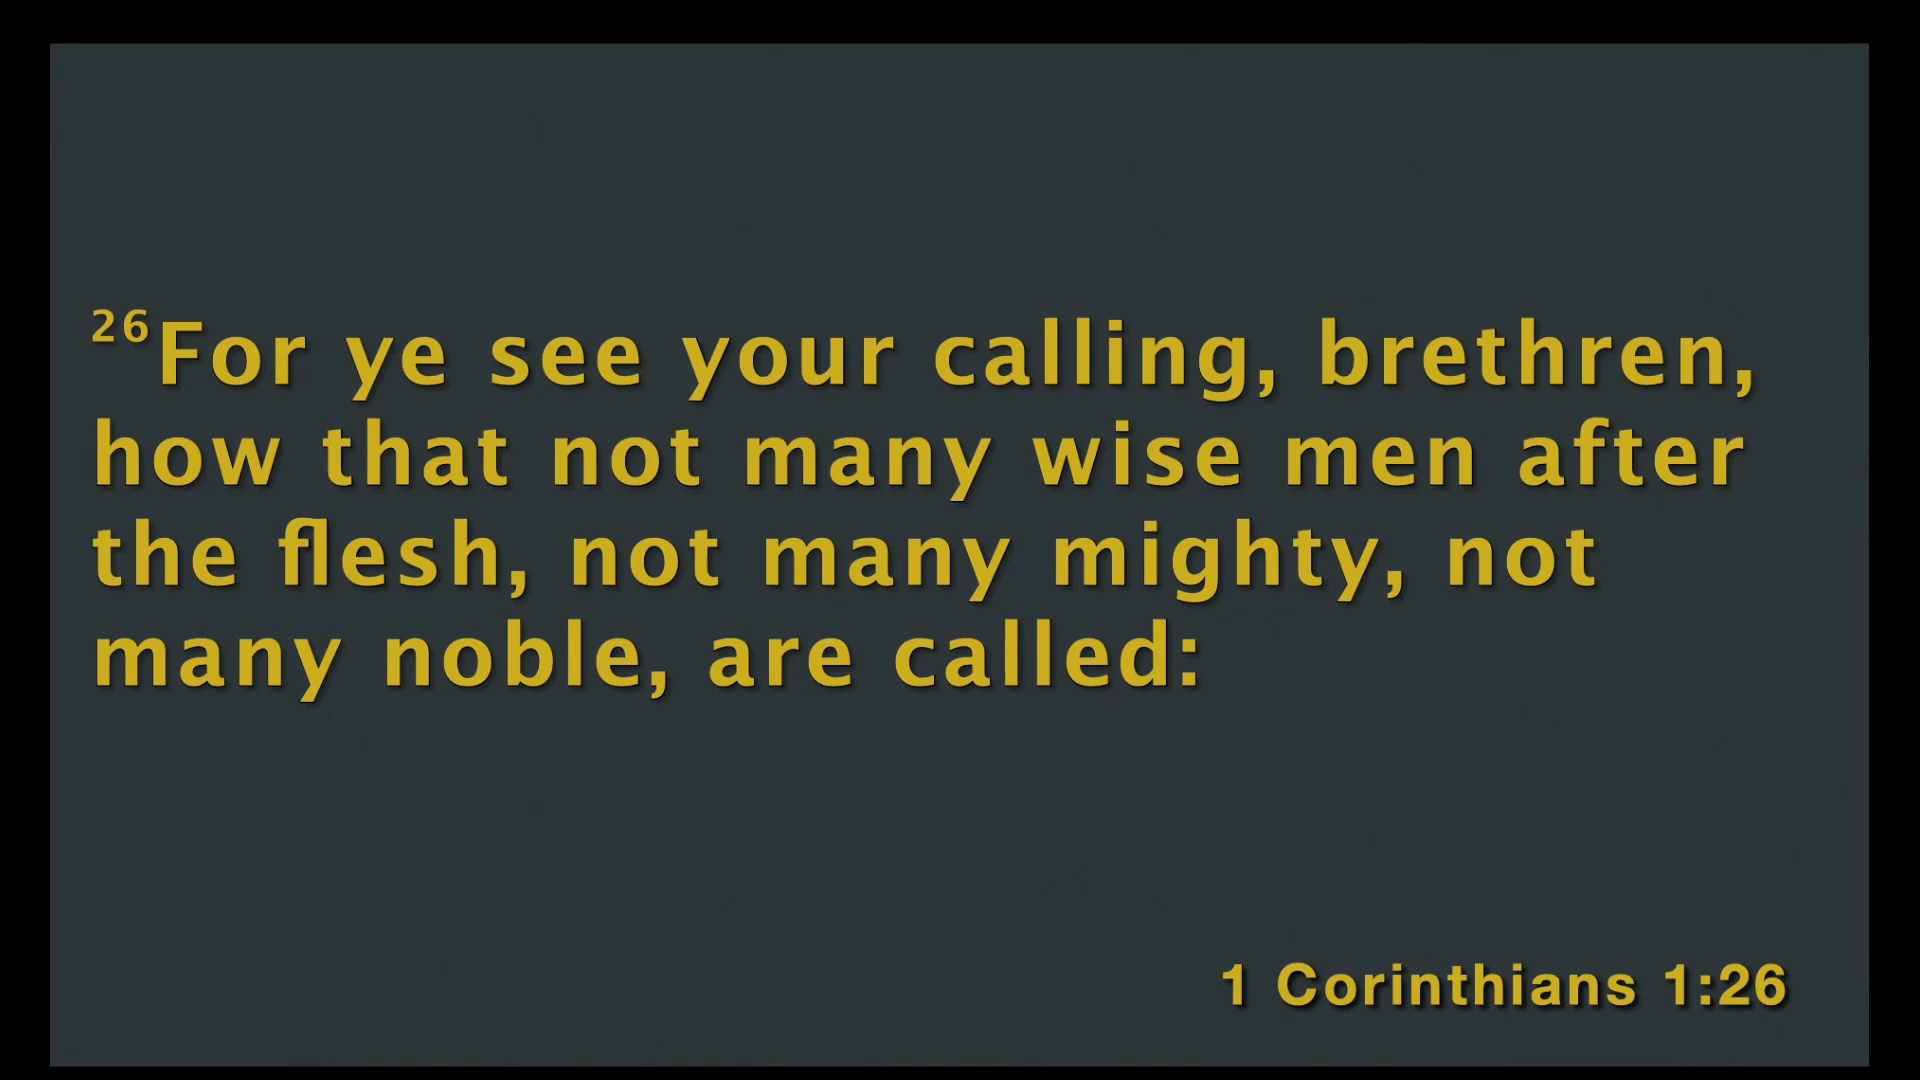 26For ye see your calling, brethren,
how that not many wise men after
the flesh, not many mighty, not
many noble, are called:
1 Corinthians 1:26